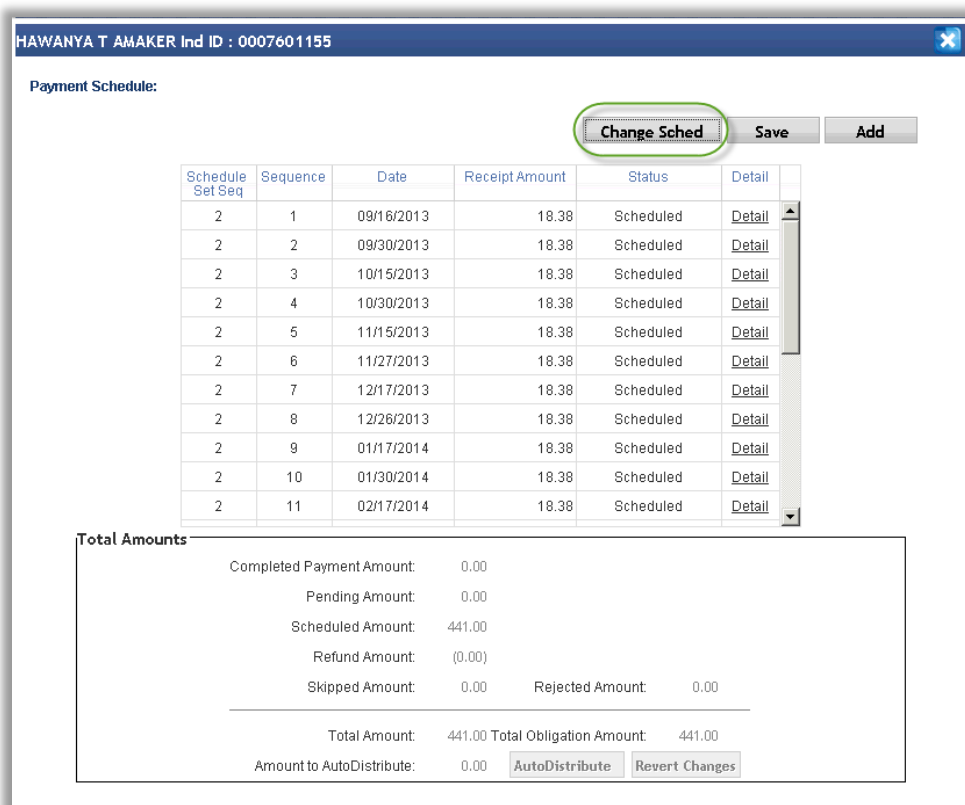 HAWANYA T AMAKER Ind ID : 0007601155
Payment Schedule:
Change Sched Save Add
Schedule Set Seq Sequence Date Receipt Amount Status Detail
2 1 09/16/2013 18.38 Scheduled Detail
2 2 09/30/2013 18.38 Scheduled Detail
2 3 10/15/2013 18.38 Scheduled Detail
2 4 10/30/2013 18.38 Scheduled Detail
2 5 11/15/2013 18.38 Scheduled Detail
2 6 11/27/2013 18.38 Scheduled Detail
2 7 12/17/2013 18.38 Scheduled Detail
2 8 12/26/2013 18.38 Scheduled Detail
2 9 01/17/2014 18.38 Scheduled Detail
2 10 01/30/2014 18.38 Scheduled Detail
2 11 02/17/2014 18.38 Scheduled Detail
Total Amounts
Completed Payment Amount: 0.00
Pending Amount: 0.00
Scheduled Amount: 441.00
Refund Amount: (0.00)
Skipped Amount: 0.00 Rejected Amount: 0.00
Total Amount: 441.00 Total Obligation Amount: 441.00
Amount to AutoDistribute: 0.00 AutoDistribute Revert Changes